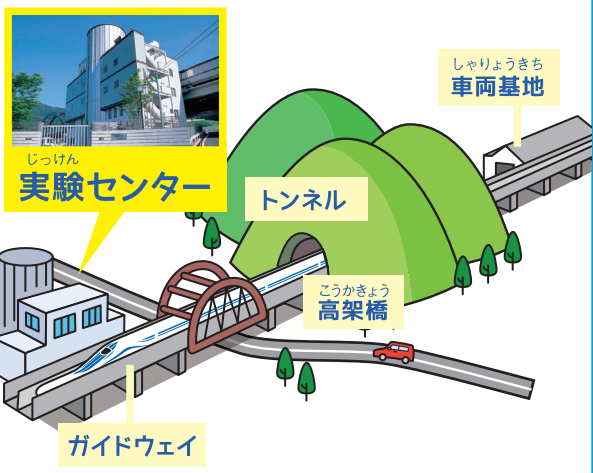 しゃりょうきち
車両基地
じっけん
実験センター
トンネル
こうかきょう
高架橋
ガイドウェイ